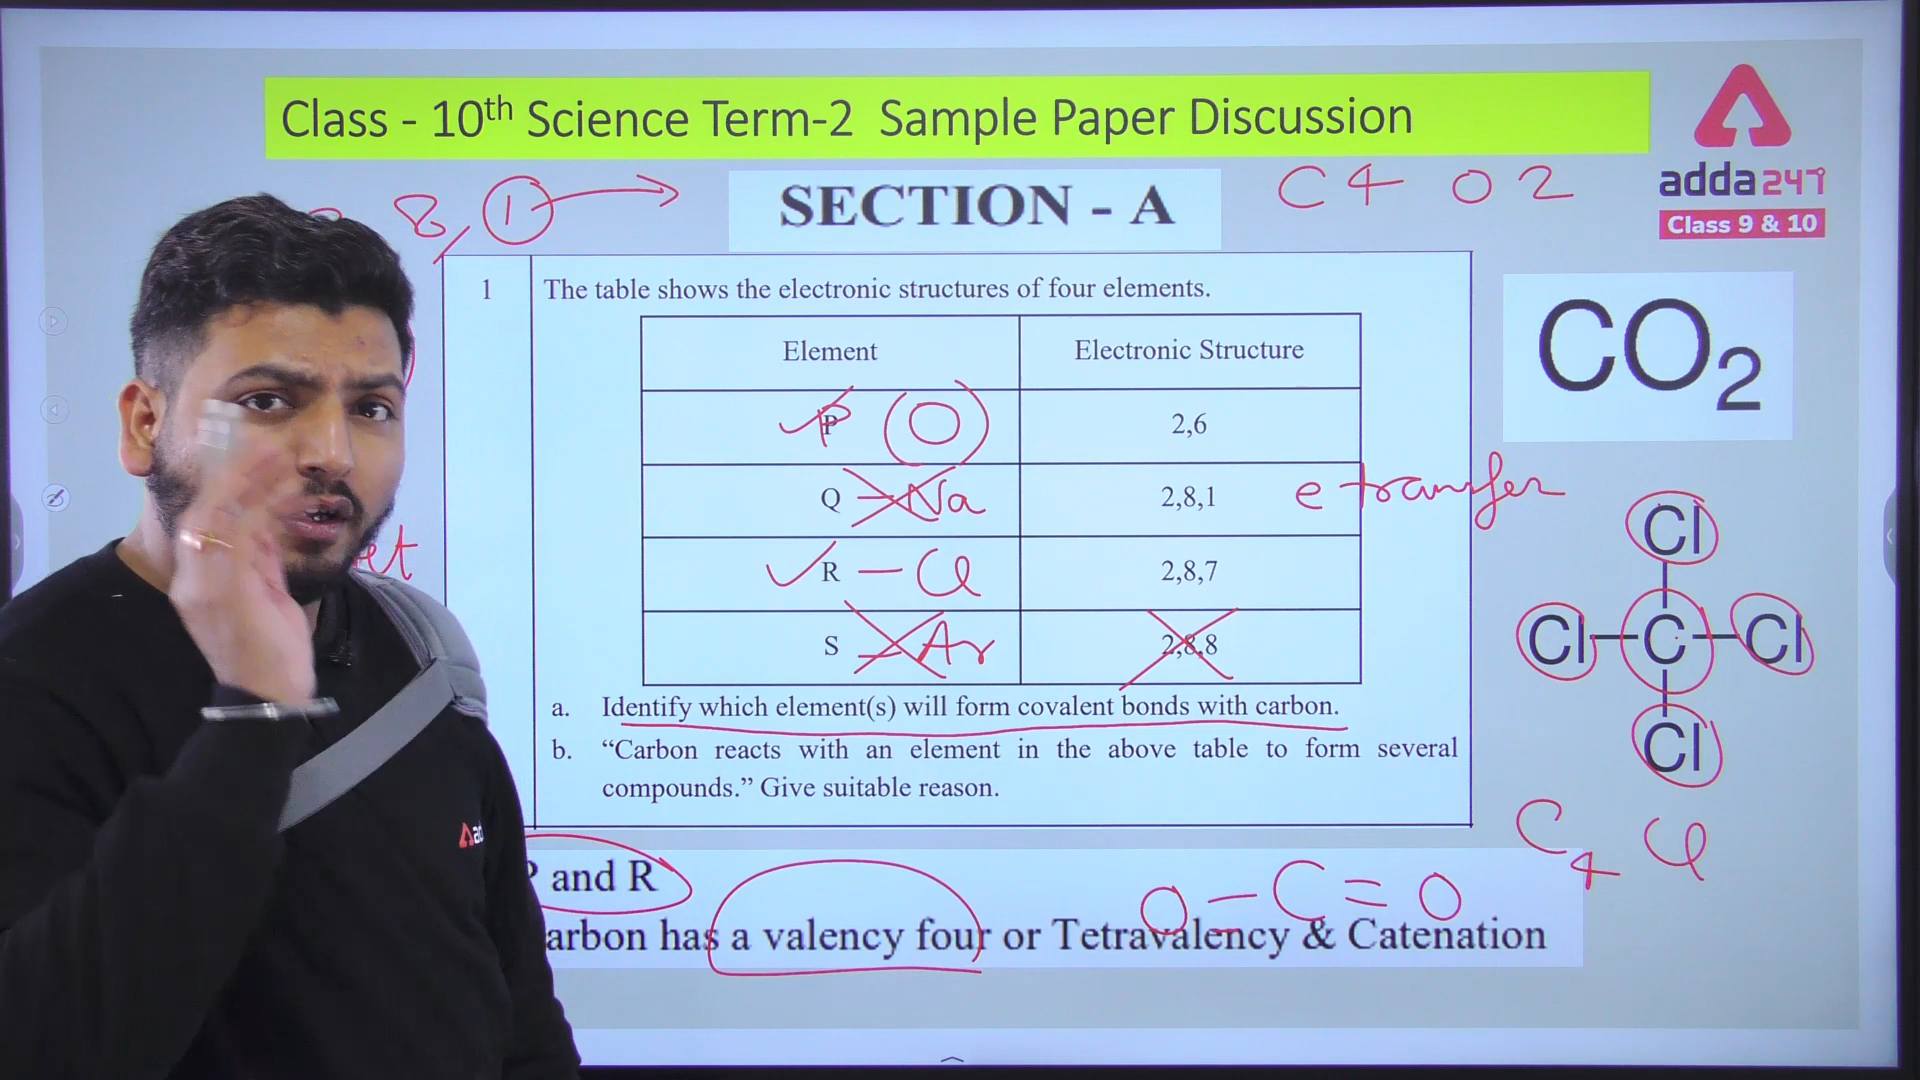 Class - 10th Science Term-2 Sample Paper Discussion
adda247
Class 9 & 10
8, 1
SECTION - A
C 4 O 2
1 The table shows the electronic structures of four elements.
Element Electronic Structure
P O 2,6
Q - Na 2,8,1 e transfer
R - Cl 2,8,7
S - Ar 2,8,8
a. Identify which element(s) will form covalent bonds with carbon.
b. “Carbon reacts with an element in the above table to form several
compounds.” Give suitable reason.
CO2
Cl
Cl C Cl
Cl
C4 Cl
and R
O - C = O
arbon has a valency four or Tetravalency & Catenation